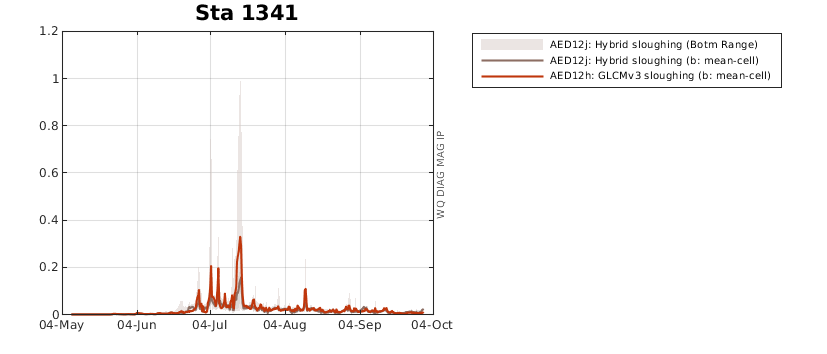 Sta 1341
1.2
1
0.8
0.6
0.4
0.2
0
04-May
04-Jun
04-Jul
04-Aug
04-Sep
04-Oct
WQ DIAG MAG IP
AED12j: Hybrid sloughing (Botm Range)
AED12j: Hybrid sloughing (b: mean-cell)
AED12h: GLCMv3 sloughing (b: mean-cell)